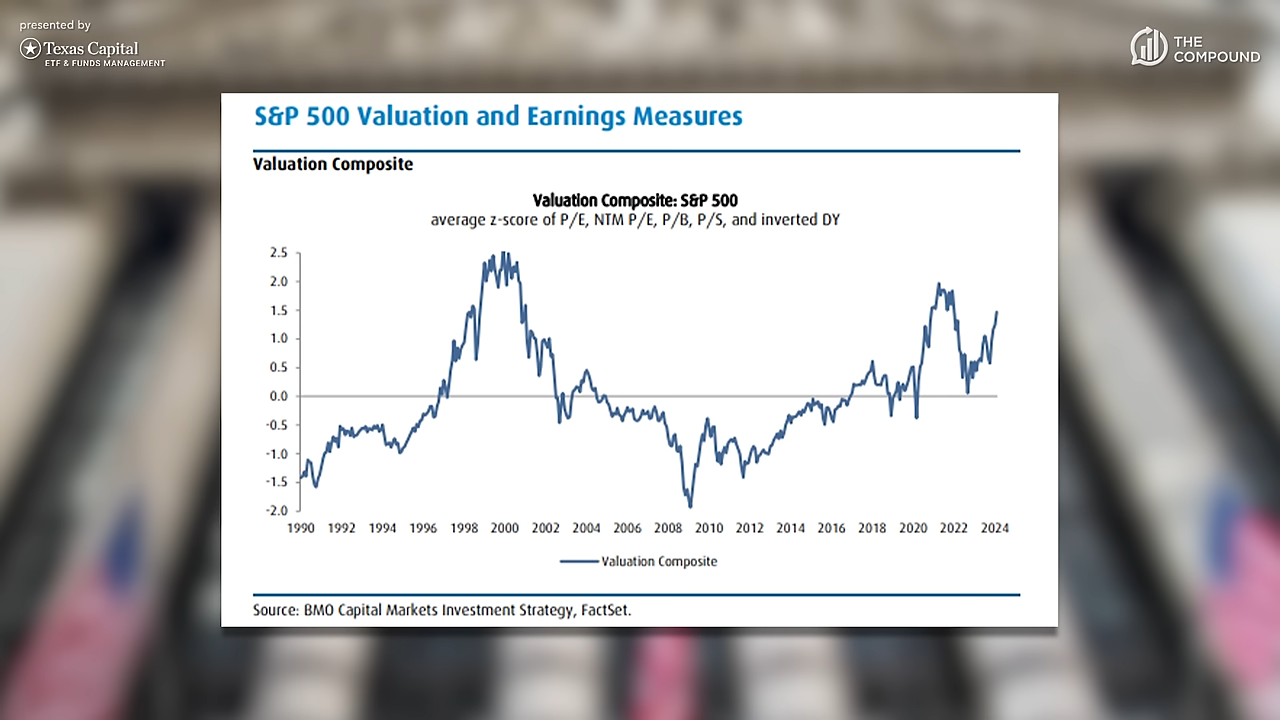 presented by
Texas Capital
ETF & FUNDS MANAGEMENT
THE
COMPOUND
S&P 500 Valuation and Earnings Measures
Valuation Composite
Valuation Composite: S&P 500
average z-score of P/E, NTM P/E, P/B, P/S, and inverted DY
2.5
2.0
1.5
1.0
0.5
0.0
-0.5
-1.0
-1.5
-2.0
1990 1992 1994 1996 1998 2000 2002 2004 2006 2008 2010 2012 2014 2016 2018 2020 2022 2024
Valuation Composite
Source: BMO Capital Markets Investment Strategy, FactSet.